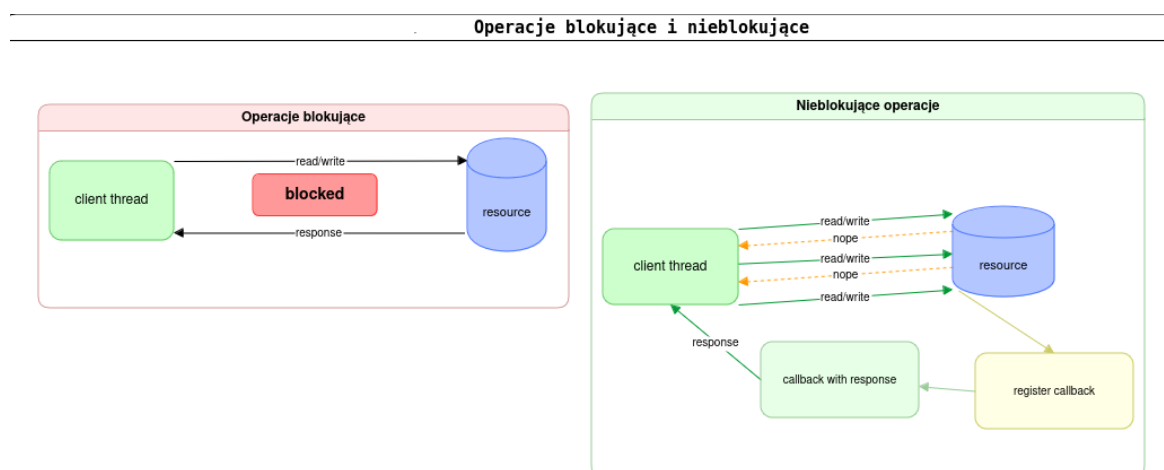 Operacje blokujące i nieblokujące
Operacje blokujące
read/write
client thread
blocked
resource
response
Nieblokujące operacje
read/write
nope
read/write
client thread
resource
nope
read/write
response
callback with response
register callback